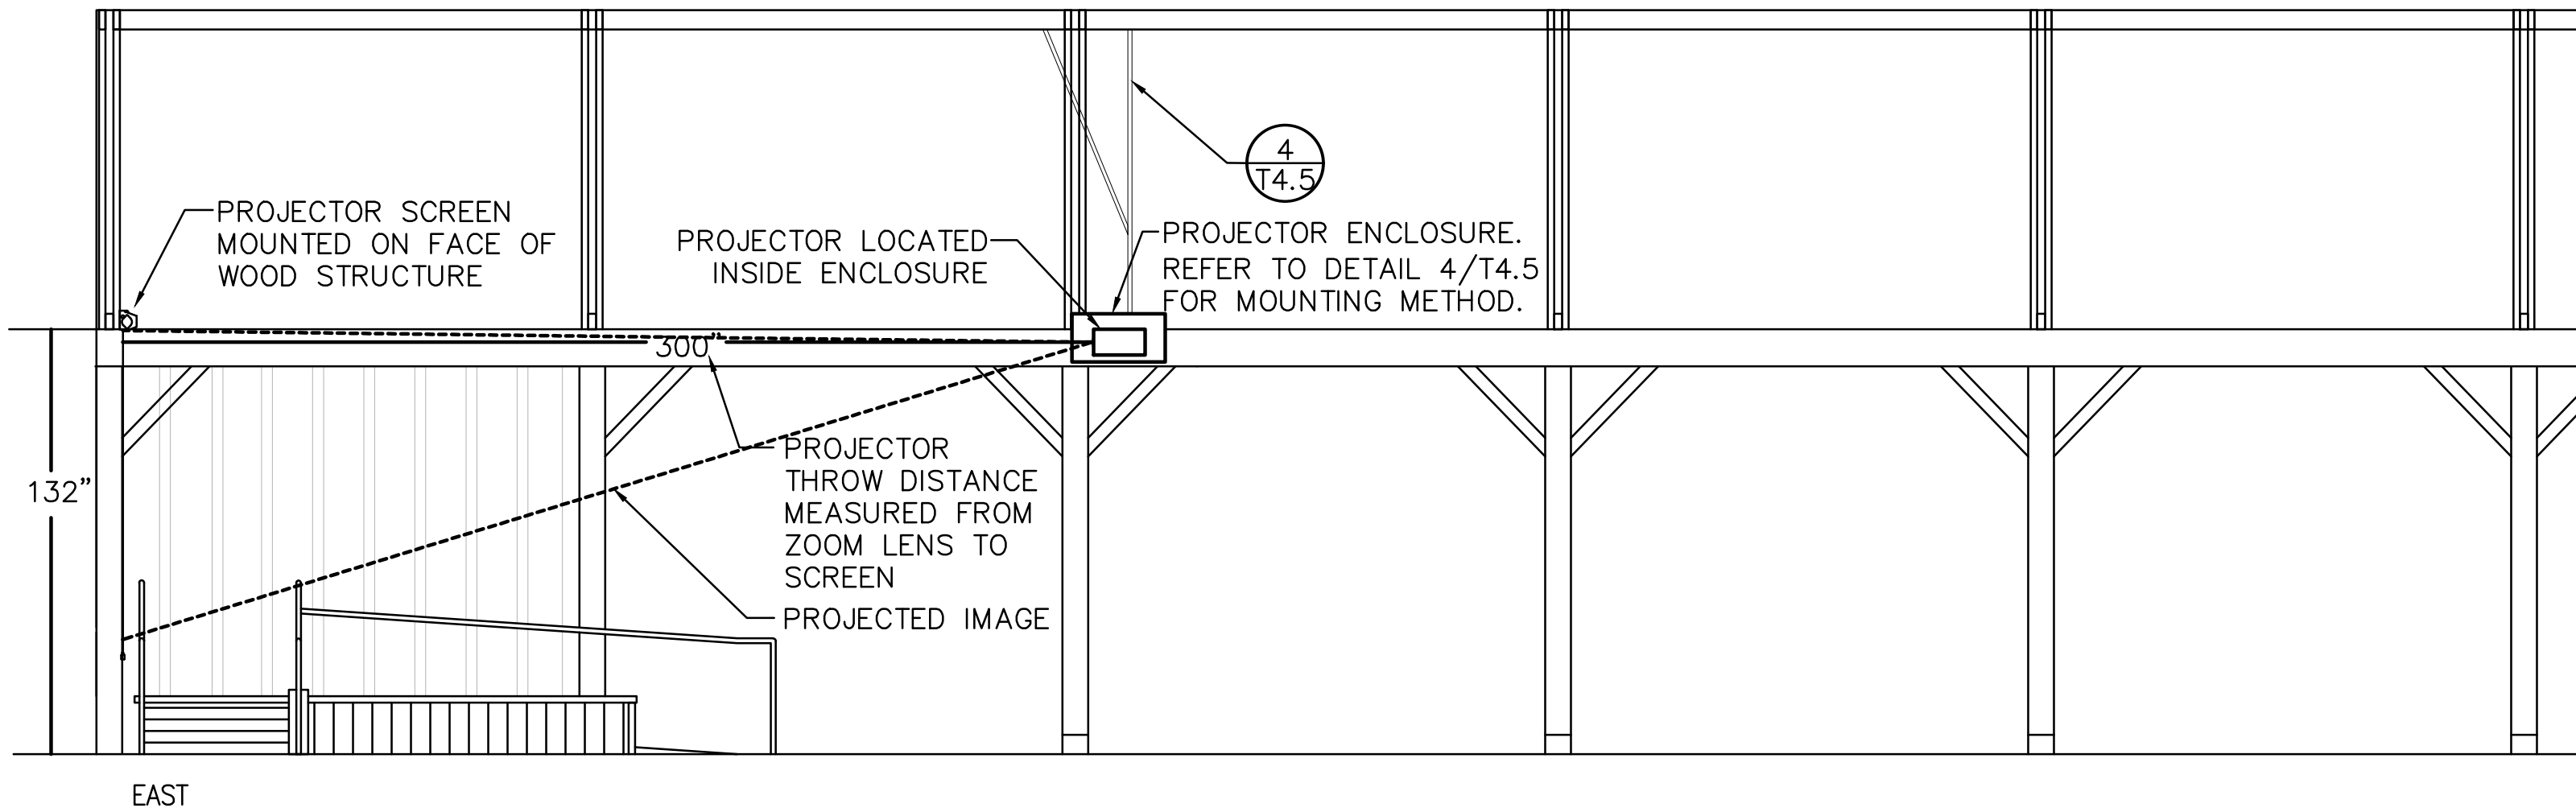 4
T4.5
PROJECTOR SCREEN
MOUNTED ON FACE OF
WOOD STRUCTURE
PROJECTOR LOCATED
INSIDE ENCLOSURE
PROJECTOR ENCLOSURE.
REFER TO DETAIL 4/T4.5
FOR MOUNTING METHOD.
300"
132"
PROJECTOR
THROW DISTANCE
MEASURED FROM
ZOOM LENS TO
SCREEN
PROJECTED IMAGE
EAST